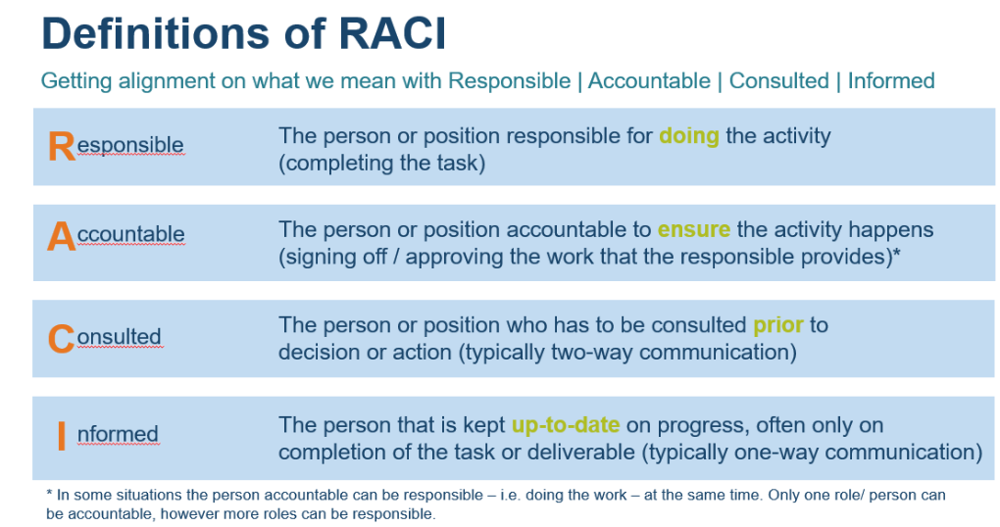 Definitions of RACI
Getting alignment on what we mean with Responsible | Accountable | Consulted | Informed
Responsible
The person or position responsible for doing the activity
(completing the task)
Accountable
The person or position accountable to ensure the activity happens
(signing off / approving the work that the responsible provides)*
Consulted
The person or position who has to be consulted prior to
decision or action (typically two-way communication)
Informed
The person that is kept up-to-date on progress, often only on
completion of the task or deliverable (typically one-way communication)
* In some situations the person accountable can be responsible – i.e. doing the work – at the same time. Only one role/ person can
be accountable, however more roles can be responsible.